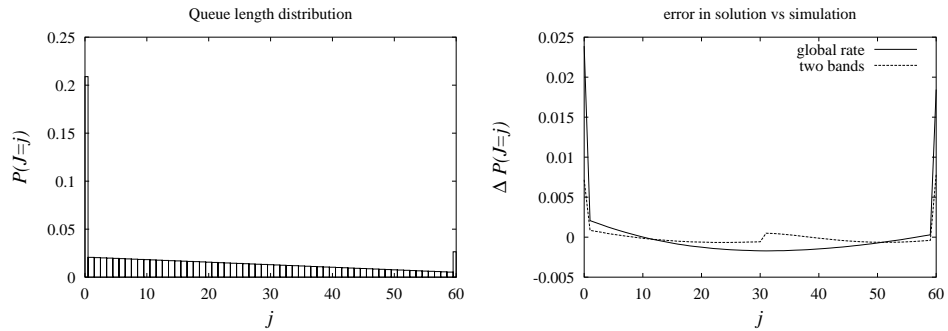 Queue length distribution
0.25
0.2
0.15
0.1
0.05
0
P(J=j)
0 10 20 30 40 50 60
j
error in solution vs simulation
global rate
two bands
0.025
0.02
0.015
0.01
0.005
0
-0.005
Δ P(J=j)
0 10 20 30 40 50 60
j